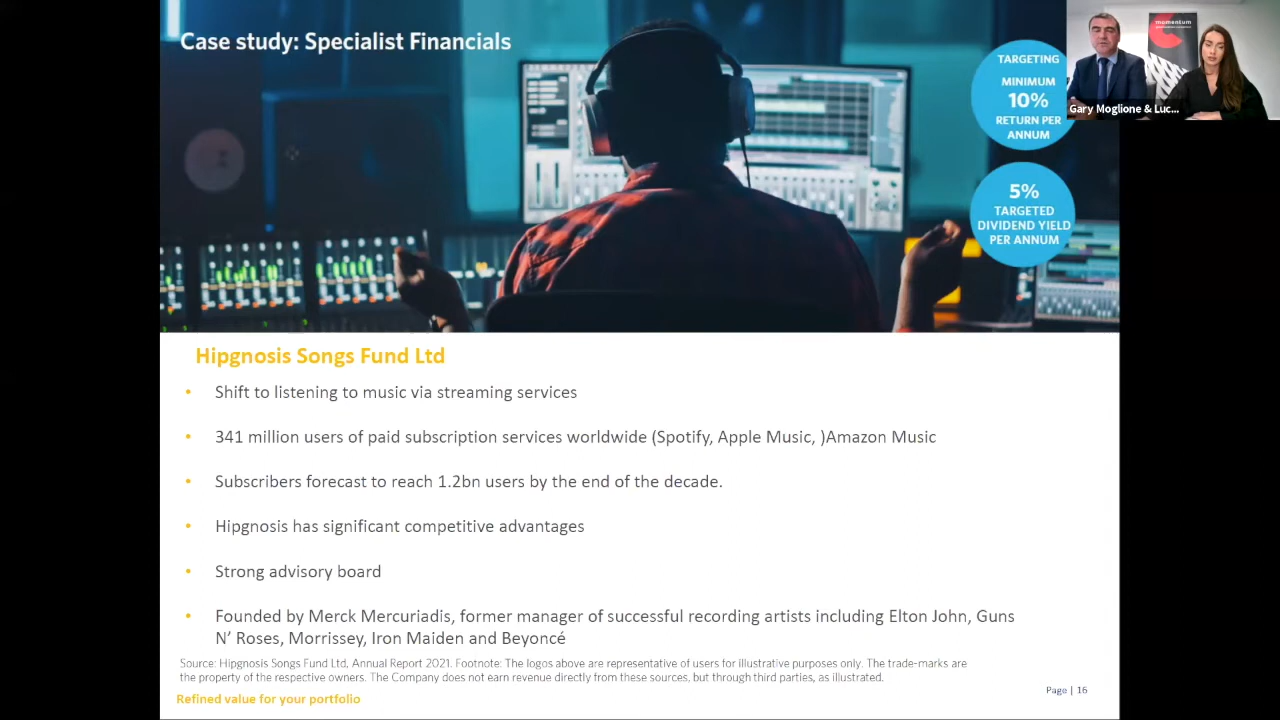 Case study: Specialist Financials
TARGETING
MINIMUM
10%
RETURN PER
ANNUM
momentum
Gary Moglione & Luc...
5%
TARGETED
DIVIDEND YIELD
PER ANNUM
Hipgnosis Songs Fund Ltd
• Shift to listening to music via streaming services
• 341 million users of paid subscription services worldwide (Spotify, Apple Music, )Amazon Music
• Subscribers forecast to reach 1.2bn users by the end of the decade.
• Hipgnosis has significant competitive advantages
• Strong advisory board
• Founded by Merck Mercuriadis, former manager of successful recording artists including Elton John, Guns
N’ Roses, Morrissey, Iron Maiden and Beyoncé
Source: Hipgnosis Songs Fund Ltd, Annual Report 2021. Footnote: The logos above are representative of users for illustrative purposes only. The trade-marks are
the property of the respective owners. The Company does not earn revenue directly from these sources, but through third parties, as illustrated.
Page | 16
Refined value for your portfolio